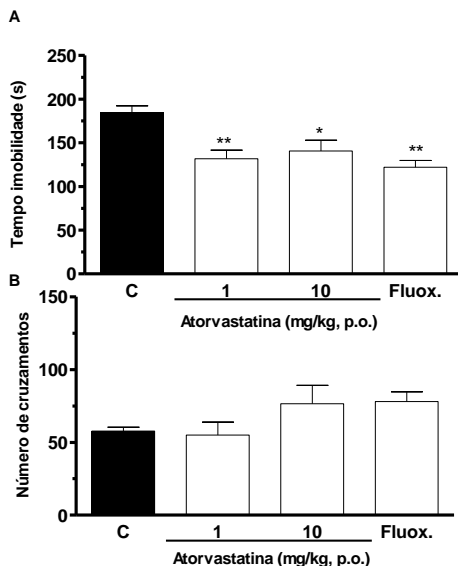 A
Tempo imobilidade (s)
250
200
150
100
50
0
** * **
C 1 10 Fluox.
Atorvastatina (mg/kg, p.o.)
B
Número de cruzamentos
150
100
50
0
C 1 10 Fluox.
Atorvastatina (mg/kg, p.o.)